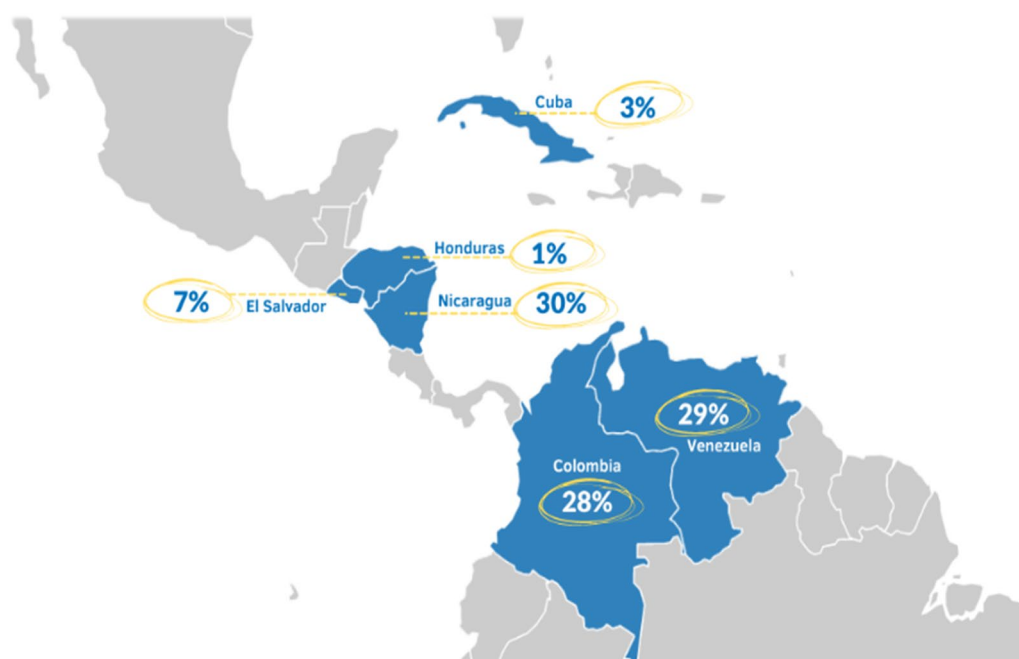 Cuba
3%
Honduras
1%
7%
El Salvador
Nicaragua
30%
29%
Venezuela
Colombia
28%